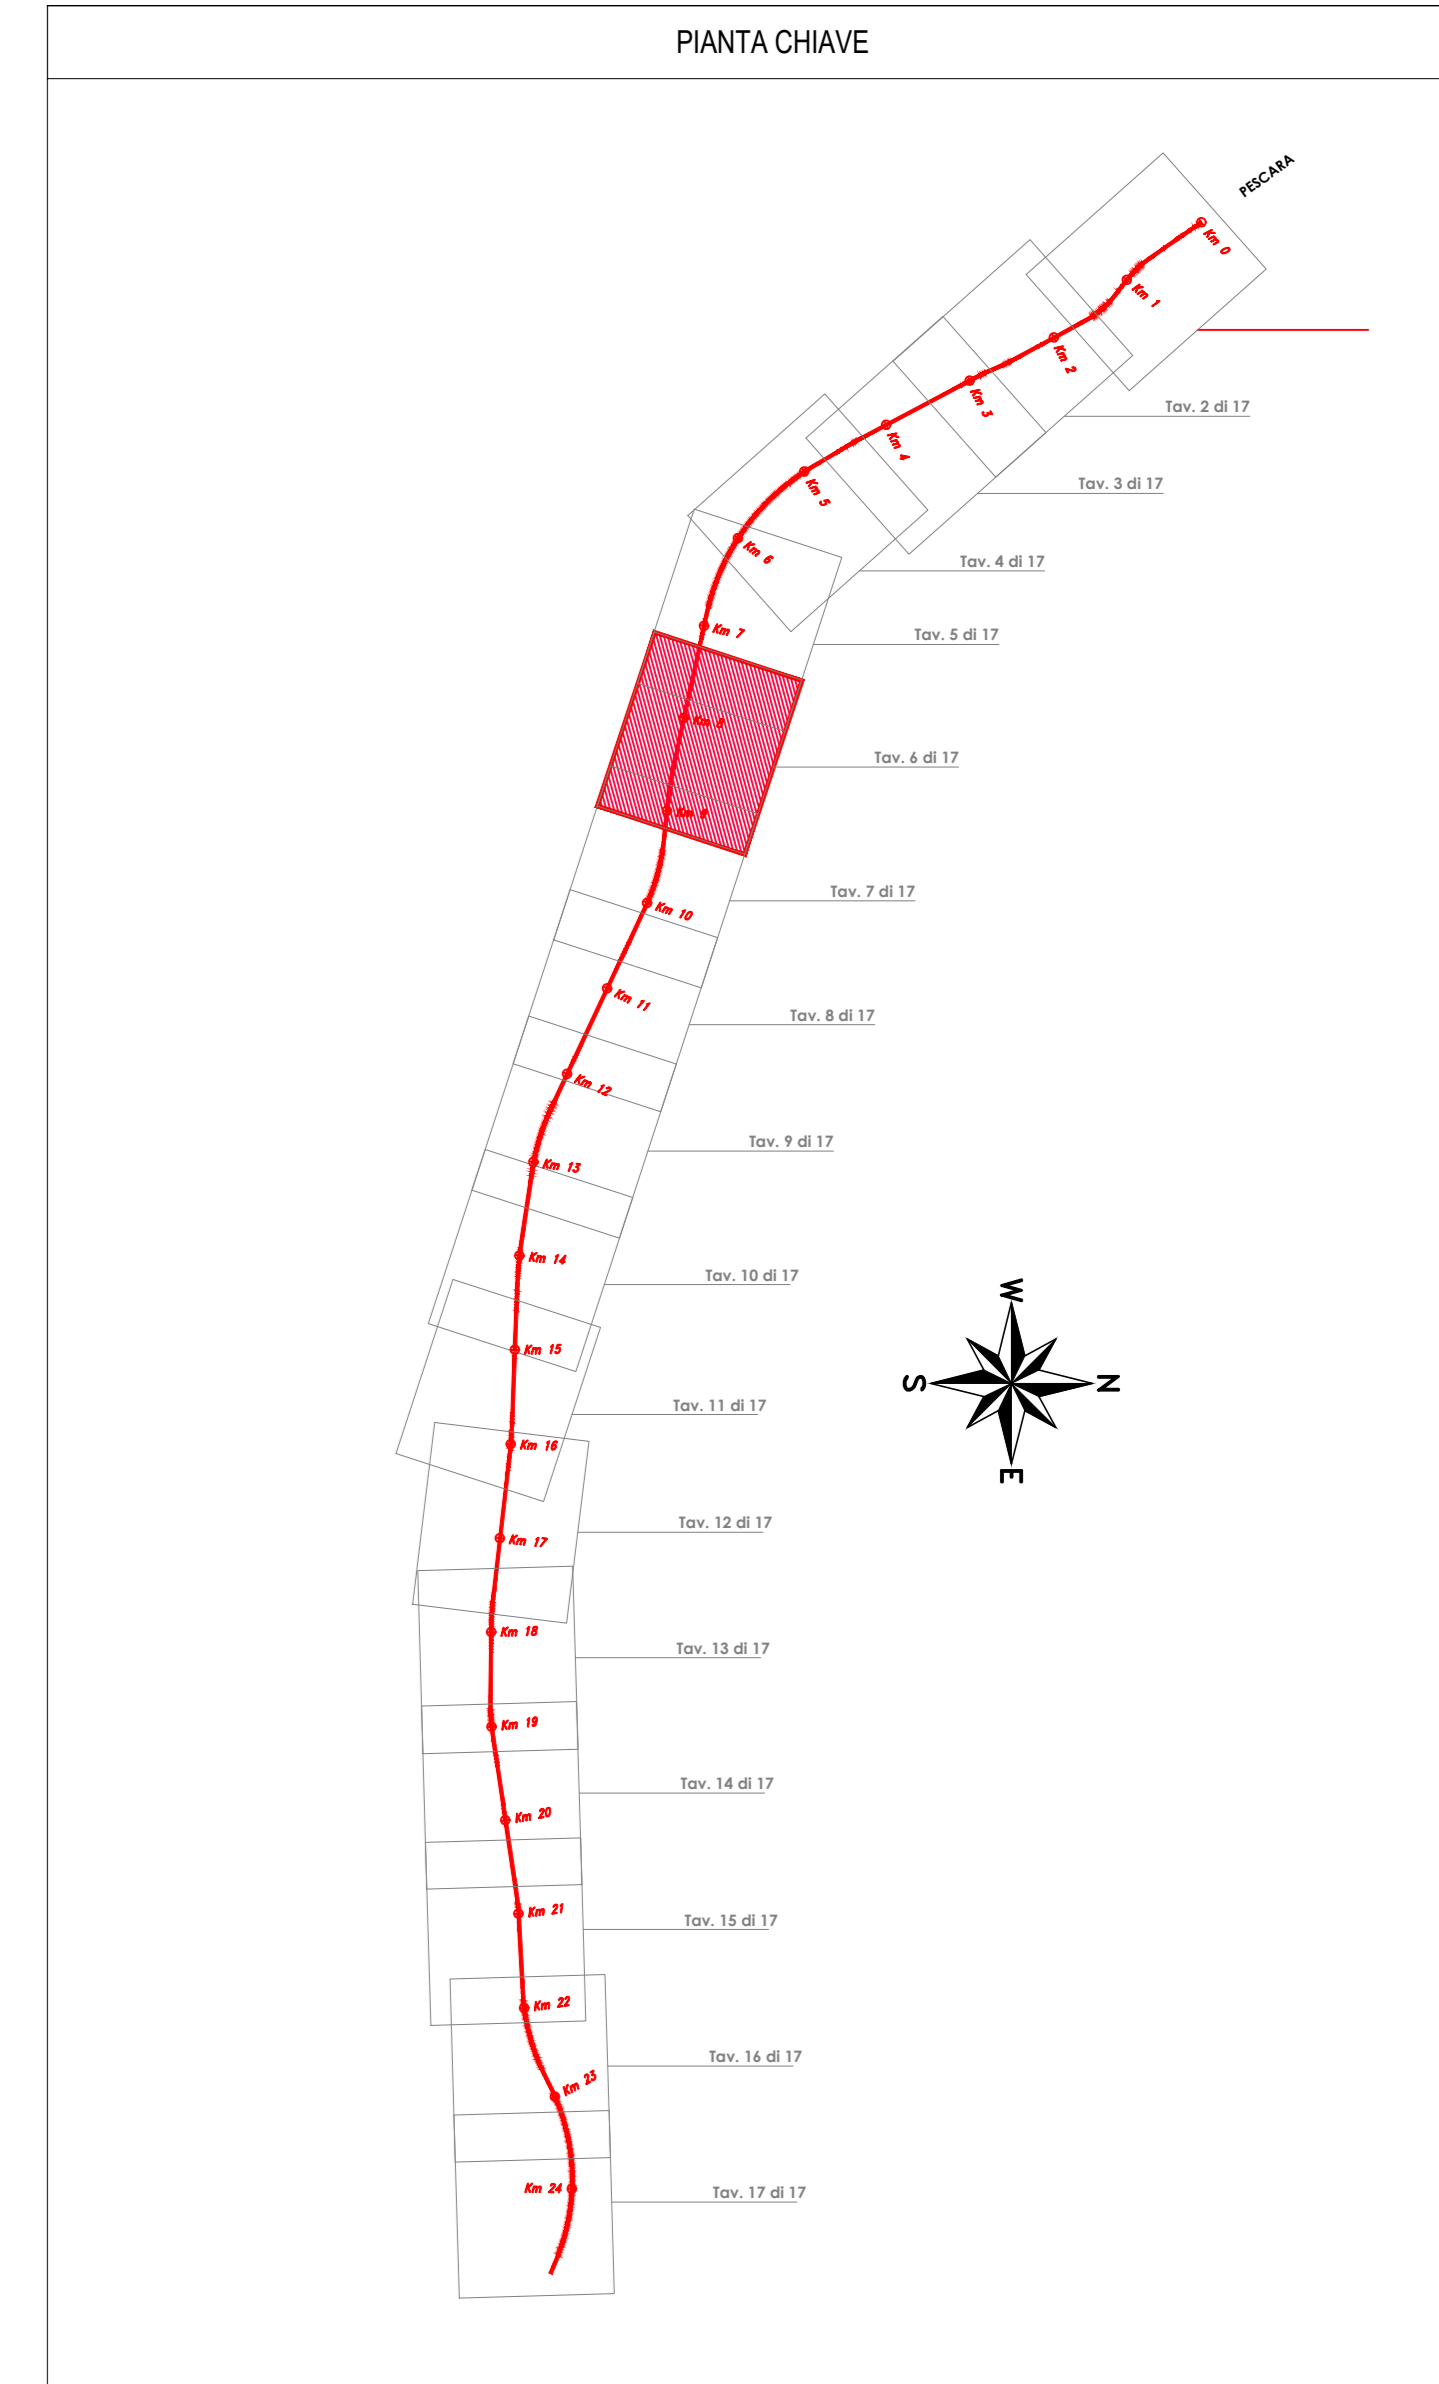 PIANTA CHIAVE
PESCARA
Km 0
Km 1
Km 2
Tav. 2 di 17
Km 3
Km 4
Tav. 3 di 17
Km 5
Km 6
Tav. 4 di 17
Km 7
Tav. 5 di 17
Km 8
Tav. 6 di 17
Km 9
Tav. 7 di 17
Km 10
Km 11
Tav. 8 di 17
Km 12
Tav. 9 di 17
Km 13
Km 14
Tav. 10 di 17
W
Km 15
S
N
Tav. 11 di 17
Km 16
E
Tav. 12 di 17
Km 17
Km 18
Tav. 13 di 17
Km 19
Tav. 14 di 17
Km 20
Km 21
Tav. 15 di 17
Km 22
Tav. 16 di 17
Km 23
Km 24
Tav. 17 di 17